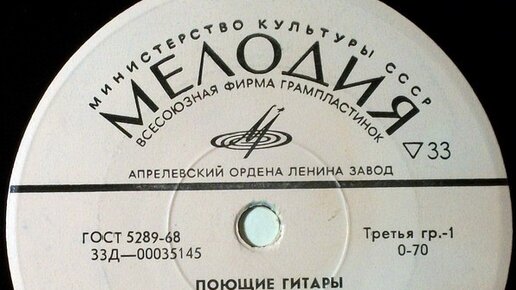 МИНИСТЕРСТВО КУЛЬТУРЫ СССР
МЕЛОДИЯ
ВСЕСОЮЗНАЯ ФИРМА ГРАМПЛАСТИНОК
▽33
АПРЕЛЕВСКИЙ ОРДЕНА ЛЕНИНА ЗАВОД
ГОСТ 5289-68
33Д—00035145
Третья гр.-1
0-70
ПОЮЩИЕ ГИТАРЫ